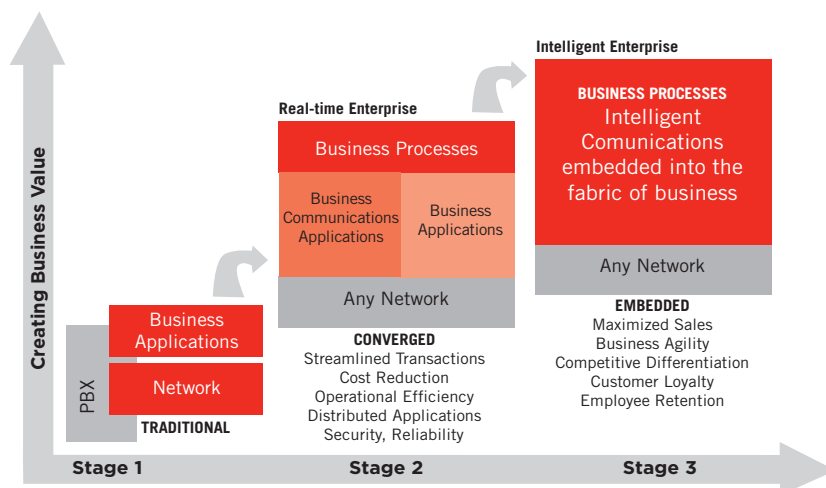 Creating Business Value
PBX
Business
Applications
Network
TRADITIONAL
Stage 1
Real-time Enterprise
Business Processes
Business
Communications
Applications
Business
Applications
Any Network
CONVERGED
Streamlined Transactions
Cost Reduction
Operational Efficiency
Distributed Applications
Security, Reliability
Stage 2
Intelligent Enterprise
BUSINESS PROCESSES
Intelligent
Comunications
embedded into the
fabric of business
Any Network
EMBEDDED
Maximized Sales
Business Agility
Competitive Differentiation
Customer Loyalty
Employee Retention
Stage 3